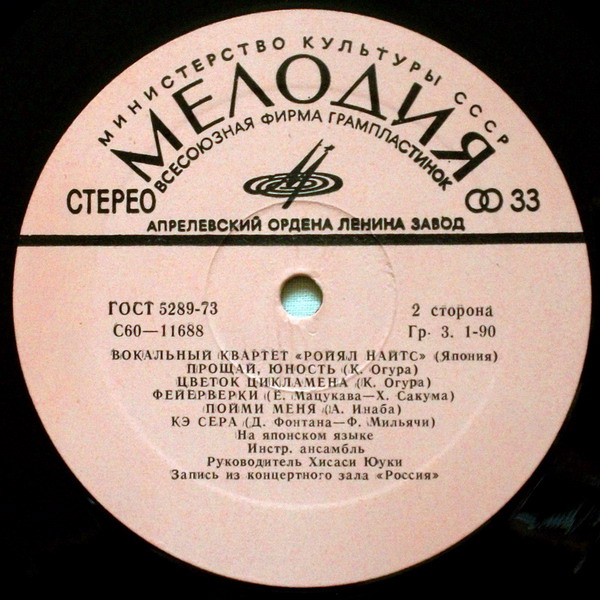 МИНИСТЕРСТВО КУЛЬТУРЫ СССР
МЕЛОДИЯ
ВСЕСОЮЗНАЯ ФИРМА ГРАМПЛАСТИНОК
СТЕРЕО 33
АПРЕЛЕВСКИЙ ОРДЕНА ЛЕНИНА ЗАВОД
ГОСТ 5289-73 2 сторона
С60—11688 Гр. 3. 1-90
ВОКАЛЬНЫЙ КВАРТЕТ «РОЙЯЛ НАЙТС» (Япония)
ПРОЩАЙ, ЮНОСТЬ (К. Огура)
ЦВЕТОК ЦИКЛАМЕНА (К. Огура)
ФЕЙЕРВЕРКИ (Е. Мацукава—Х. Сакума)
ПОЙМИ МЕНЯ (А. Инаба)
КЭ СЕРА (Д. Фонтана—Ф. Мильячи)
На японском языке
Инстр. ансамбль
Руководитель Хисаси Юуки
Запись из концертного зала «Россия»